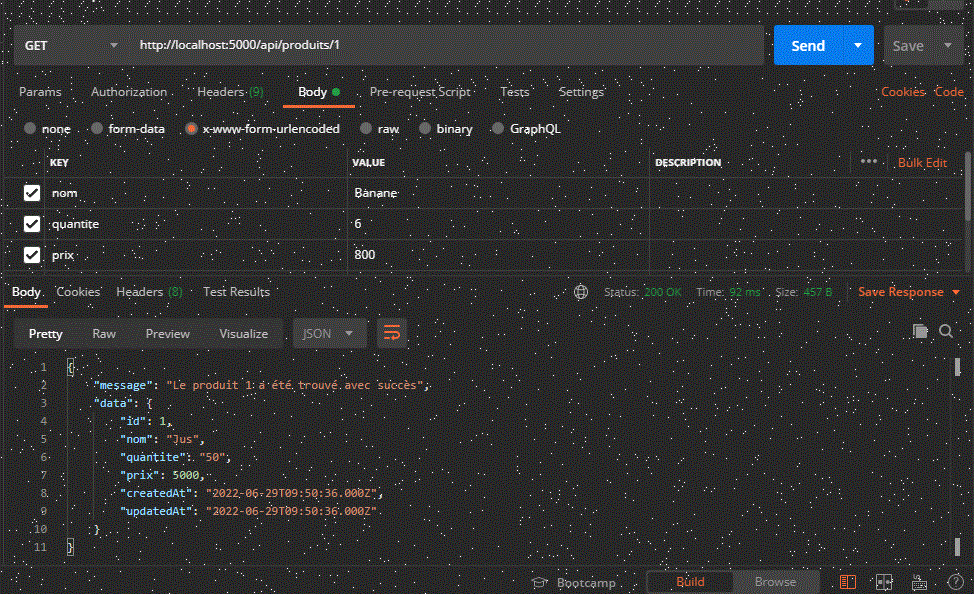 GET http://localhost:5000/api/produits/1 Send Save
Params Authorization Headers (9) Body Pre-request Script Tests Settings Cookies Code
none form-data x-www-form-urlencoded raw binary GraphQL
KEY VALUE DESCRIPTION ••• Bulk Edit
nom Banane
quantite 6
prix 800
Body Cookies Headers (8) Test Results Status: 200 OK Time: 92 ms Size: 457 B Save Response
Pretty Raw Preview Visualize JSON
1 {
2 "message": "Le produit 1 a été trouvé avec succès",
3 "data": {
4 "id": 1,
5 "nom": "Jus",
6 "quantite": "50",
7 "prix": 5000,
8 "createdAt": "2022-06-29T09:50:36.000Z",
9 "updatedAt": "2022-06-29T09:50:36.000Z"
10 }
11 }
Bootcamp Build Browse